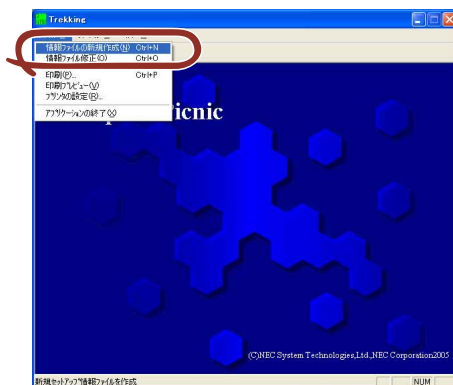 Trekking
情報ファイルの新規作成(N) Ctrl+N
情報ファイル修正(O) Ctrl+O
印刷(P)... Ctrl+P
印刷プレビュー(V)
プリンタの設定(R)...
アプリケーションの終了(X)
icnic
(C)NEC System Technologies,Ltd.,NEC Corporation2005
新規セットアップ情報ファイルを作成
NUM